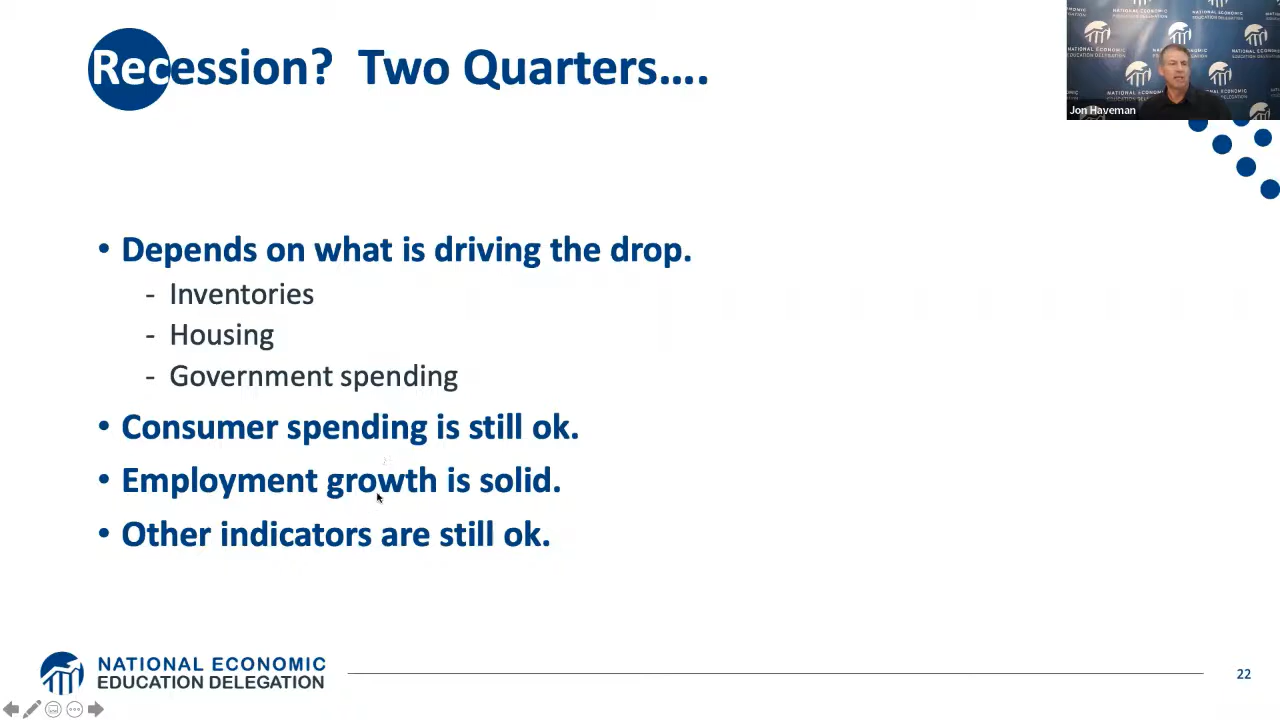 Recession?  Two Quarters....
Jon Haveman
• Depends on what is driving the drop.
- Inventories
- Housing
- Government spending
• Consumer spending is still ok.
• Employment growth is solid.
• Other indicators are still ok.
NATIONAL ECONOMIC
EDUCATION DELEGATION
22